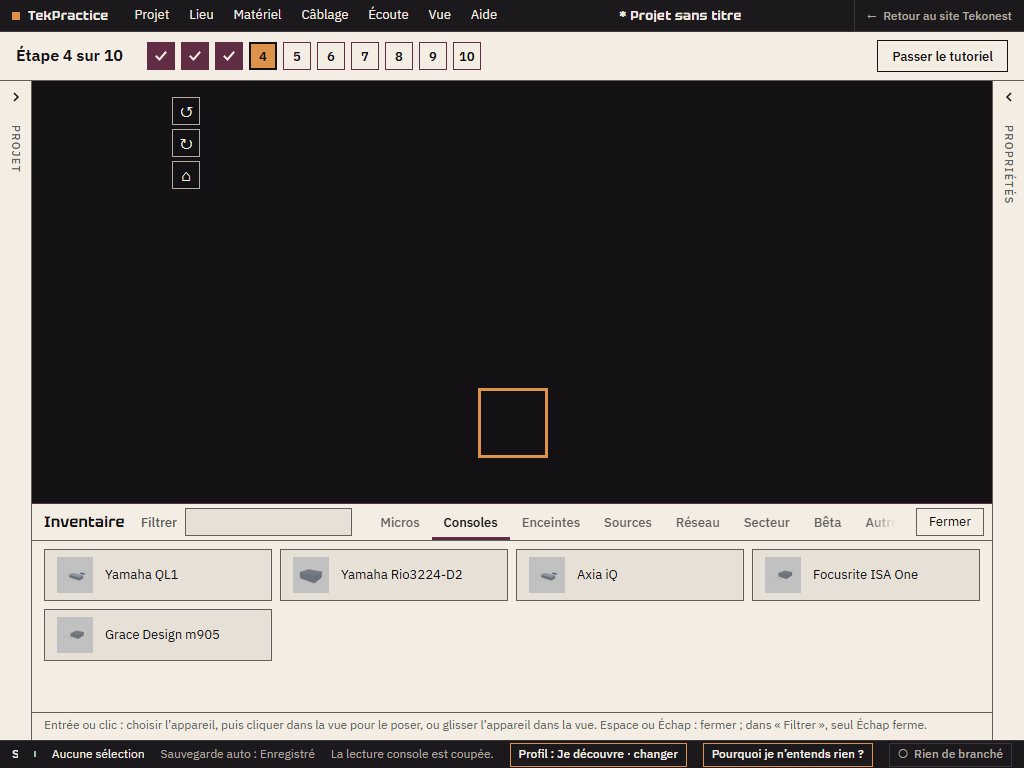 TekPractice Projet Lieu Matériel Câblage Écoute Vue Aide * Projet sans titre ← Retour au site Tekonest
Étape 4 sur 10 4 5 6 7 8 9 10 Passer le tutoriel
PROJET
PROPRIÉTÉS
Inventaire Filtrer Micros Consoles Enceintes Sources Réseau Secteur Bêta Autr Fermer
Yamaha QL1 Yamaha Rio3224-D2 Axia iQ Focusrite ISA One
Grace Design m905
Entrée ou clic : choisir l’appareil, puis cliquer dans la vue pour le poser, ou glisser l’appareil dans la vue. Espace ou Échap : fermer ; dans « Filtrer », seul Échap ferme.
S Aucune sélection Sauvegarde auto : Enregistré La lecture console est coupée. Profil : Je découvre · changer Pourquoi je n’entends rien ? Rien de branché